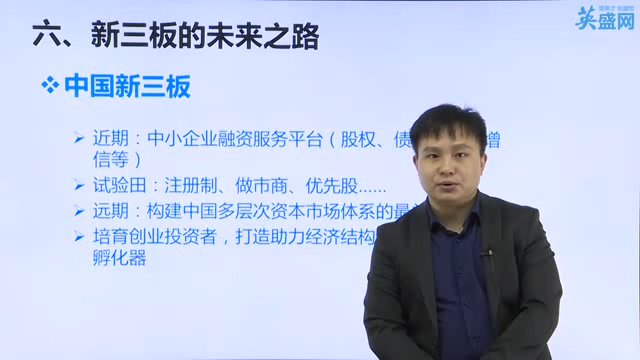 英盛网
六、新三板的未来之路
中国新三板
近期：中小企业融资服务平台（股权、债 增
信等）
试验田：注册制、做市商、优先股……
远期：构建中国多层次资本市场体系的最
培育创业投资者，打造助力经济结
孵化器